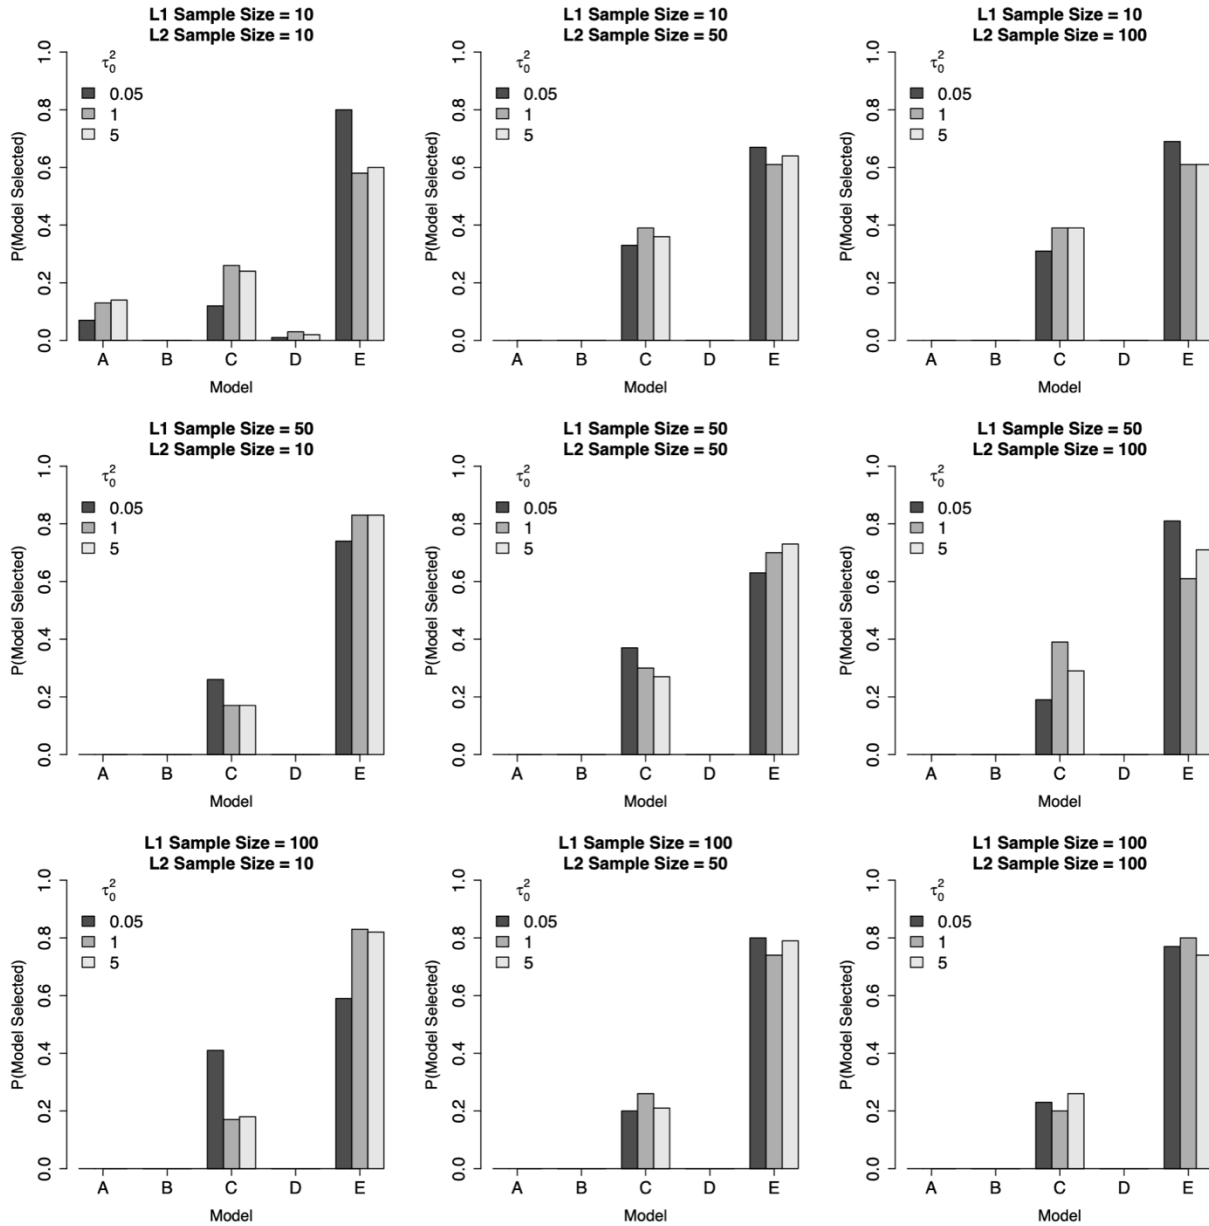 L1 Sample Size = 10
L2 Sample Size = 10
τ₀²
0.05
1
5
P(Model Selected)
0.0 0.2 0.4 0.6 0.8 1.0
A B C D E
Model
L1 Sample Size = 10
L2 Sample Size = 50
τ₀²
0.05
1
5
P(Model Selected)
0.0 0.2 0.4 0.6 0.8 1.0
A B C D E
Model
L1 Sample Size = 10
L2 Sample Size = 100
τ₀²
0.05
1
5
P(Model Selected)
0.0 0.2 0.4 0.6 0.8 1.0
A B C D E
Model
L1 Sample Size = 50
L2 Sample Size = 10
τ₀²
0.05
1
5
P(Model Selected)
0.0 0.2 0.4 0.6 0.8 1.0
A B C D E
Model
L1 Sample Size = 50
L2 Sample Size = 50
τ₀²
0.05
1
5
P(Model Selected)
0.0 0.2 0.4 0.6 0.8 1.0
A B C D E
Model
L1 Sample Size = 50
L2 Sample Size = 100
τ₀²
0.05
1
5
P(Model Selected)
0.0 0.2 0.4 0.6 0.8 1.0
A B C D E
Model
L1 Sample Size = 100
L2 Sample Size = 10
τ₀²
0.05
1
5
P(Model Selected)
0.0 0.2 0.4 0.6 0.8 1.0
A B C D E
Model
L1 Sample Size = 100
L2 Sample Size = 50
τ₀²
0.05
1
5
P(Model Selected)
0.0 0.2 0.4 0.6 0.8 1.0
A B C D E
Model
L1 Sample Size = 100
L2 Sample Size = 100
τ₀²
0.05
1
5
P(Model Selected)
0.0 0.2 0.4 0.6 0.8 1.0
A B C D E
Model